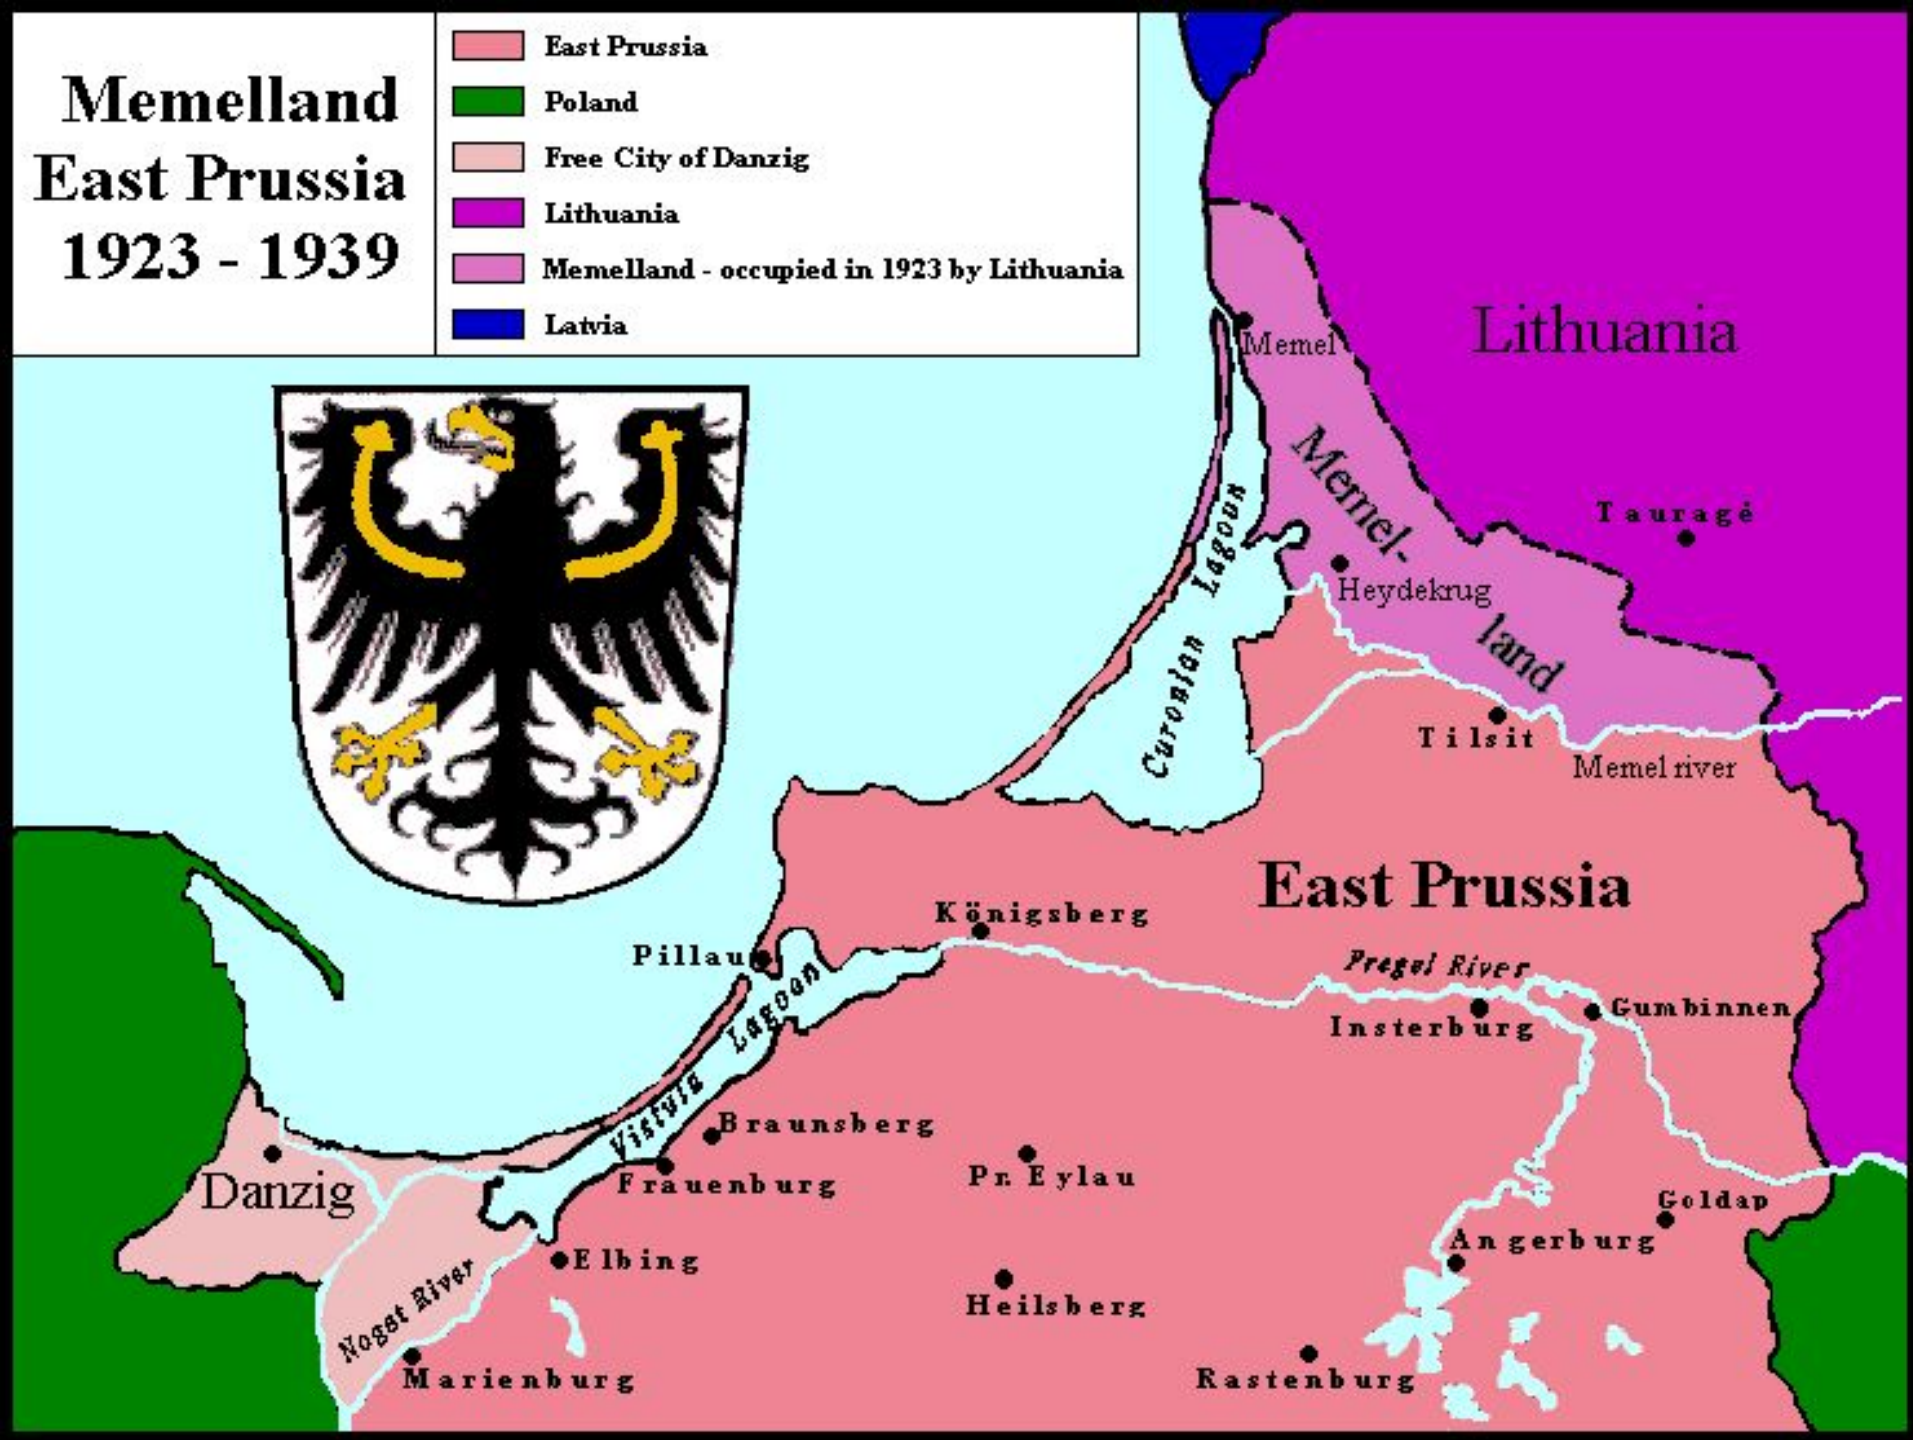 Memelland
East Prussia
1923 - 1939
East Prussia
Poland
Free City of Danzig
Lithuania
Memelland - occupied in 1923 by Lithuania
Latvia
Lithuania
Memel
Memel-
land
Tauragė
Heydekrug
Curonian Lagoon
Tilsit
Memel river
East Prussia
Königsberg
Pillau
Pregel River
Gumbinnen
Insterburg
Vistula Lagoon
Braunsberg
Frauenburg
Pr. Eylau
Danzig
Goldap
Angerburg
Elbing
Nogat River
Heilsberg
Marienburg
Rastenburg